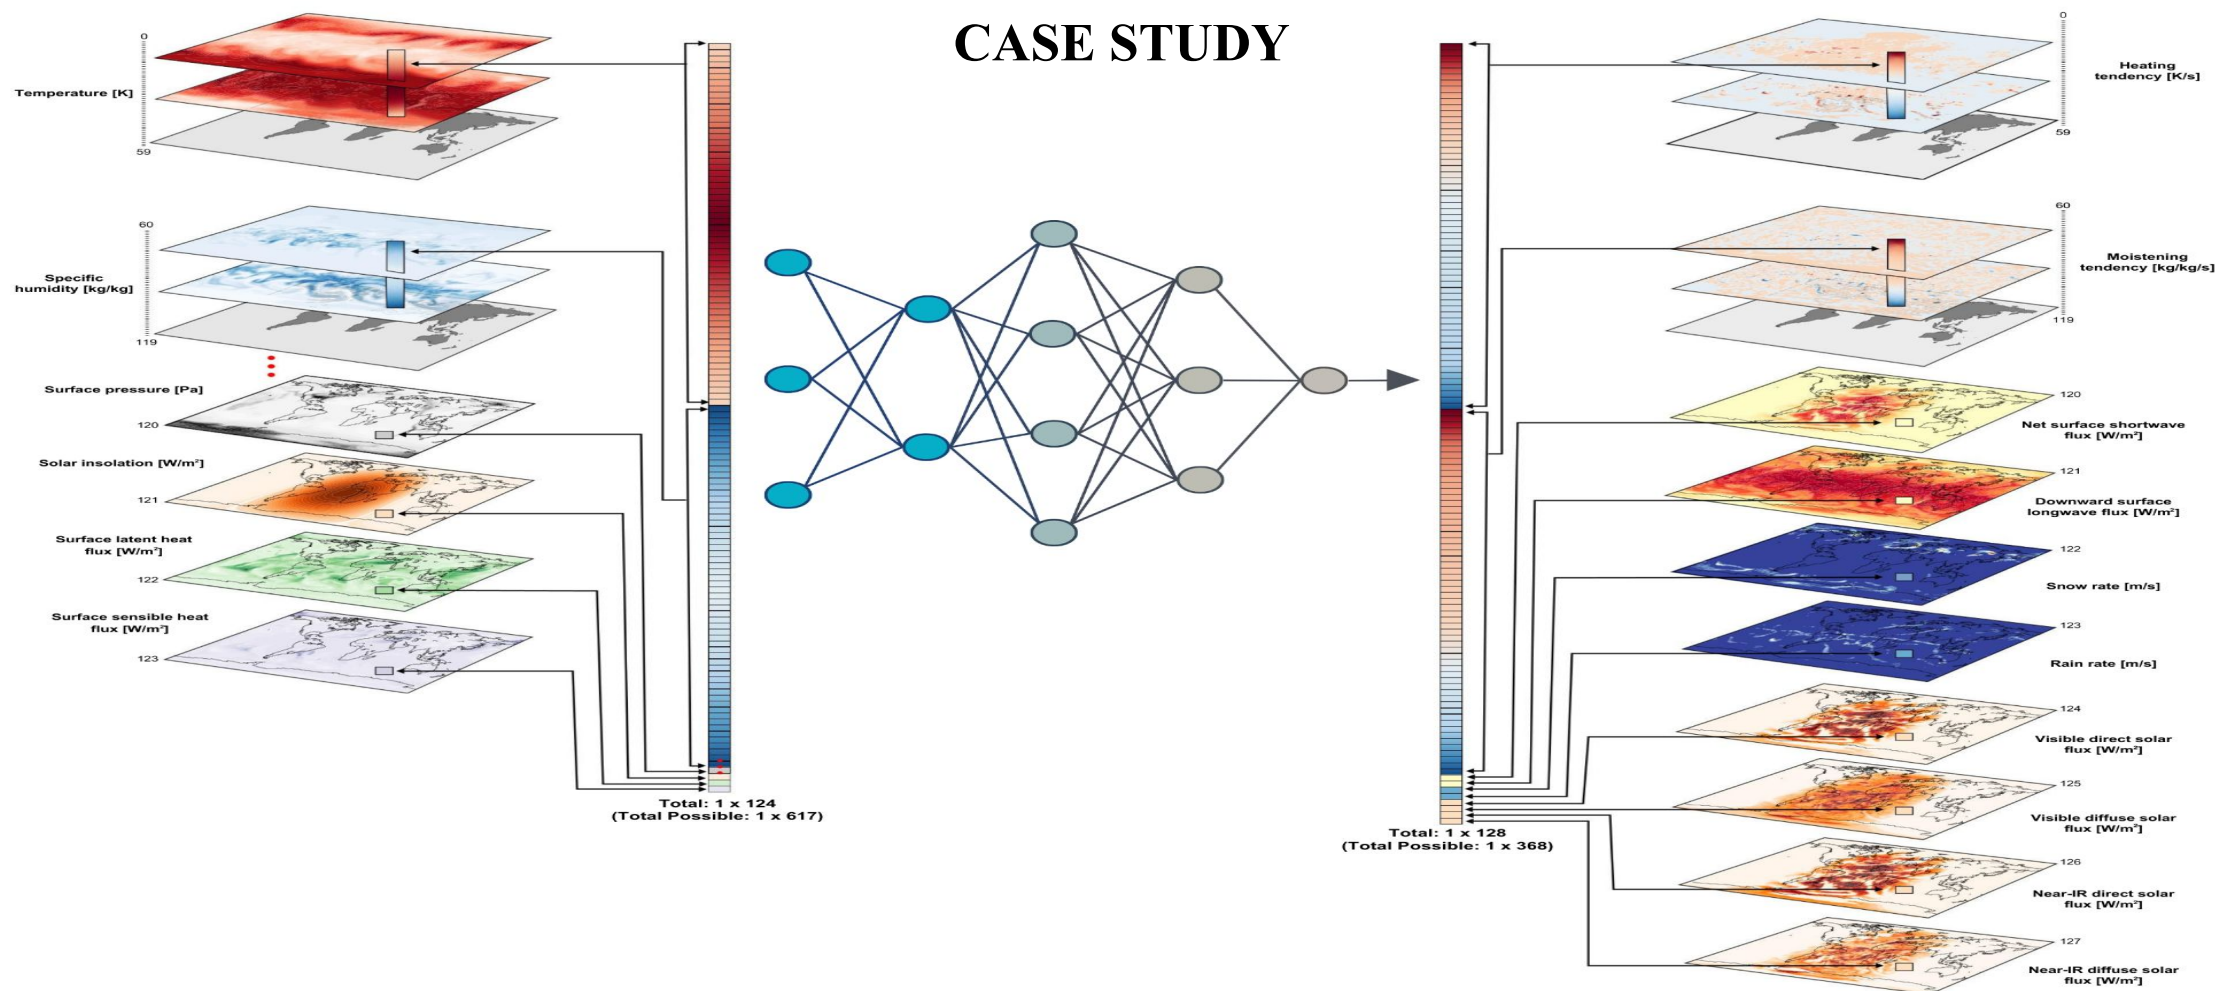 CASE STUDY
0
Temperature [K]
59
60
Specific
humidity [kg/kg]
119
Surface pressure [Pa]
120
Solar insolation [W/m²]
121
Surface latent heat
flux [W/m²]
122
Surface sensible heat
flux [W/m²]
123
Total: 1 x 124
(Total Possible: 1 x 617)
0
Heating
tendency [K/s]
59
60
Moistening
tendency [kg/kg/s]
119
120
Net surface shortwave
flux [W/m²]
121
Downward surface
longwave flux [W/m²]
122
Snow rate [m/s]
123
Rain rate [m/s]
124
Visible direct solar
flux [W/m²]
125
Visible diffuse solar
flux [W/m²]
126
Near-IR direct solar
flux [W/m²]
127
Near-IR diffuse solar
flux [W/m²]
Total: 1 x 128
(Total Possible: 1 x 368)